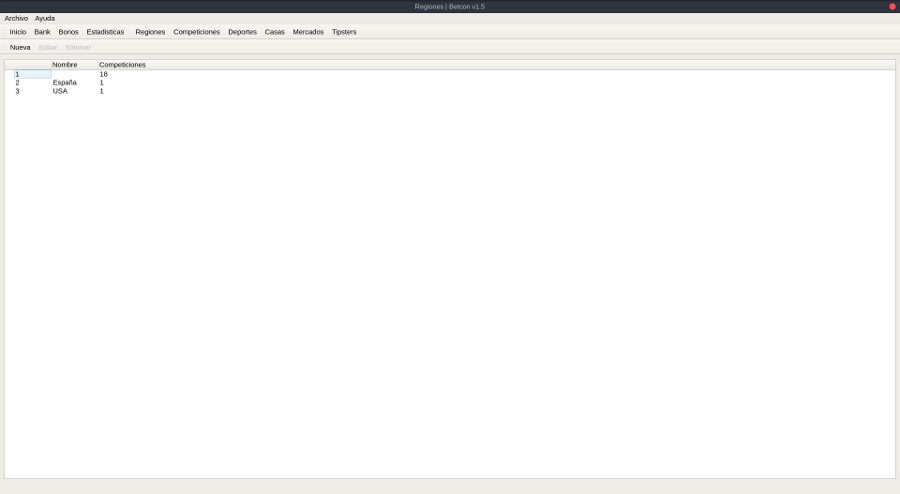 Regiones | Betcon v1.5
Archivo Ayuda
Inicio Bank Bonos Estadisticas Regiones Competiciones Deportes Casas Mercados Tipsters
Nueva Editar Eliminar
Nombre Competiciones
1 18
2 España 1
3 USA 1